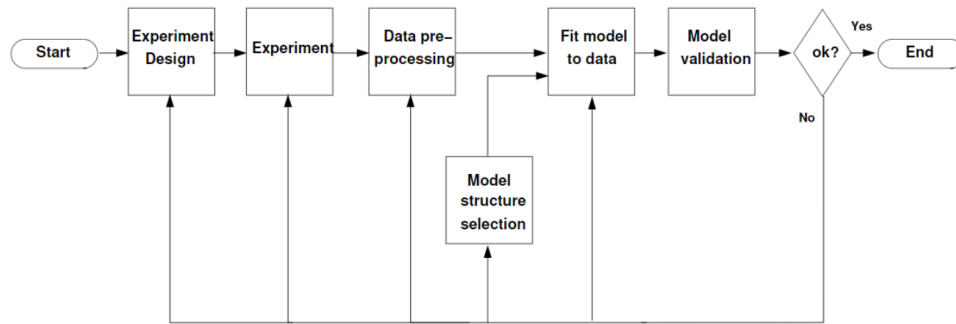 Start
Experiment
Design
Experiment
Data pre-
processing
Fit model
to data
Model
validation
ok?
Yes
End
No
Model
structure
selection